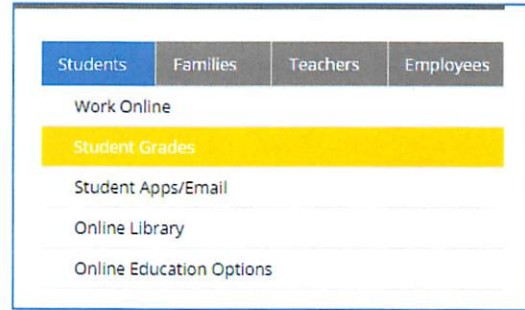 Students Families Teachers Employees
Work Online
Student Grades
Student Apps/Email
Online Library
Online Education Options